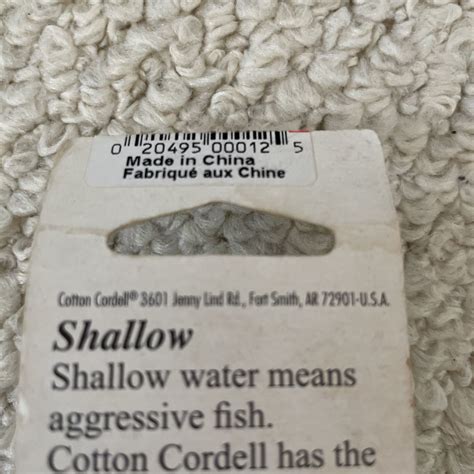 0 20495 00012 5
Made in China
Fabriqué aux Chine
Cotton Cordell® 3601 Jenny Lind Rd., Fort Smith, AR 72901-U.S.A.
Shallow
Shallow water means
aggressive fish.
Cotton Cordell has the